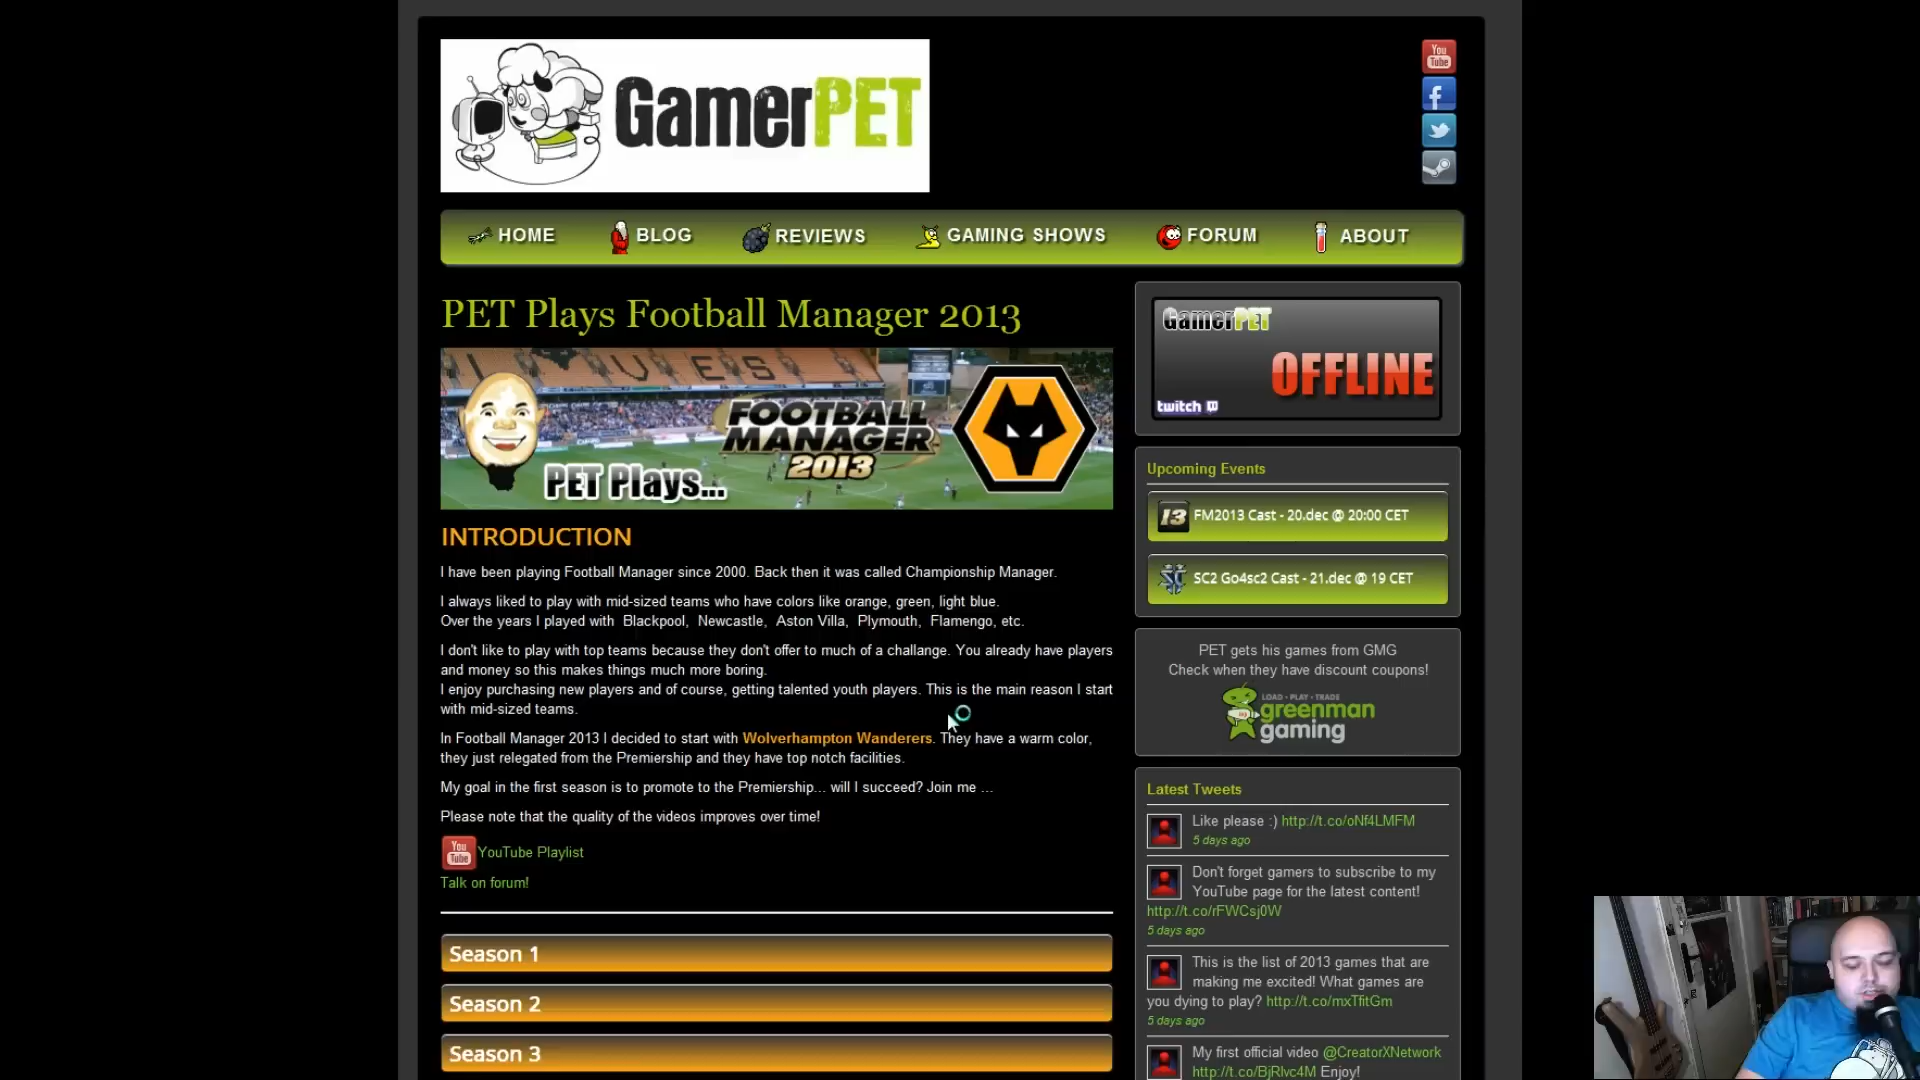 GamerPET
You
Tube
HOME
BLOG
REVIEWS
GAMING SHOWS
FORUM
ABOUT
PET Plays Football Manager 2013
VES
FOOTBALL
MANAGER
2013
PET Plays...
INTRODUCTION
I have been playing Football Manager since 2000. Back then it was called Championship Manager.
I always liked to play with mid-sized teams who have colors like orange, green, light blue.
Over the years I played with Blackpool, Newcastle, Aston Villa, Plymouth, Flamengo, etc.
I don't like to play with top teams because they don't offer to much of a challange. You already have players
and money so this makes things much more boring.
I enjoy purchasing new players and of course, getting talented youth players. This is the main reason I start
with mid-sized teams.
In Football Manager 2013 I decided to start with Wolverhampton Wanderers. They have a warm color,
they just relegated from the Premiership and they have top notch facilities.
My goal in the first season is to promote to the Premiership... will I succeed? Join me ...
Please note that the quality of the videos improves over time!
You
Tube
YouTube Playlist
Talk on forum!
Season 1
Season 2
Season 3
GamerPET
OFFLINE
twitch
Upcoming Events
13 FM2013 Cast - 20.dec @ 20:00 CET
SC2 Go4sc2 Cast - 21.dec @ 19 CET
PET gets his games from GMG
Check when they have discount coupons!
LOAD • PLAY • TRADE
greenman
gaming
Latest Tweets
Like please :) http://t.co/oNf4LMFM
5 days ago
Don't forget gamers to subscribe to my
YouTube page for the latest content!
http://t.co/rFWCsj0W
5 days ago
This is the list of 2013 games that are
making me excited! What games are
you dying to play? http://t.co/mxTfitGm
5 days ago
My first official video @CreatorXNetwork
http://t.co/BjRlvc4M Enjoy!